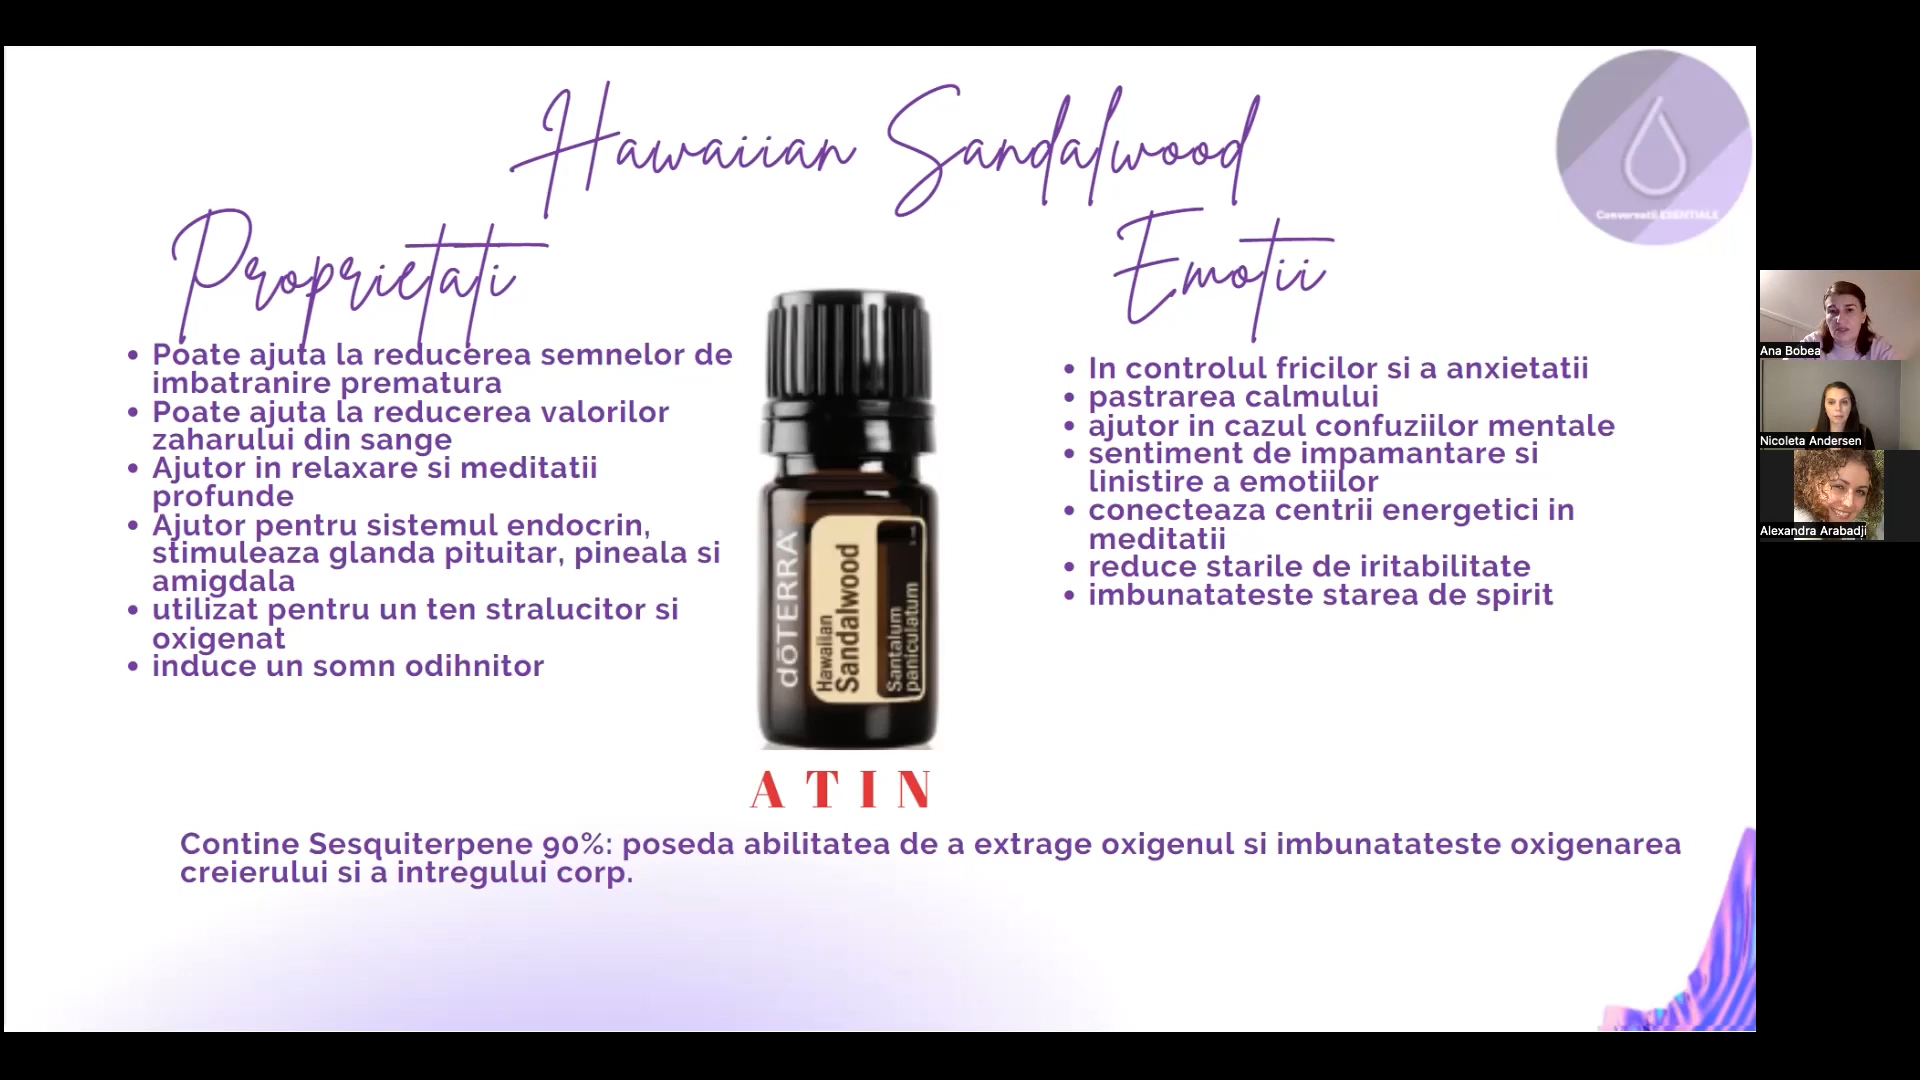 Hawaiian Sandalwood
Conversatii ESENTIALE
Proprietati
Poate ajuta la reducerea semnelor de
imbatranire prematura
Poate ajuta la reducerea valorilor
zaharului din sange
Ajutor in relaxare si meditatii
profunde
Ajutor pentru sistemul endocrin,
stimuleaza glanda pituitar, pineala si
amigdala
utilizat pentru un ten stralucitor si
oxigenat
induce un somn odihnitor
dōTERRA
Hawaiian
Sandalwood
Santalum
paniculatum
ATIN
Emotii
In controlul fricilor si a anxietatii
pastrarea calmului
ajutor in cazul confuziilor mentale
sentiment de impamantare si
linistire a emotiilor
conecteaza centrii energetici in
meditatii
reduce starile de iritabilitate
imbunatateste starea de spirit
Contine Sesquiterpene 90%: poseda abilitatea de a extrage oxigenul si imbunatateste oxigenarea
creierului si a intregului corp.
Ana Bobea
Nicoleta Andersen
Alexandra Arabadji